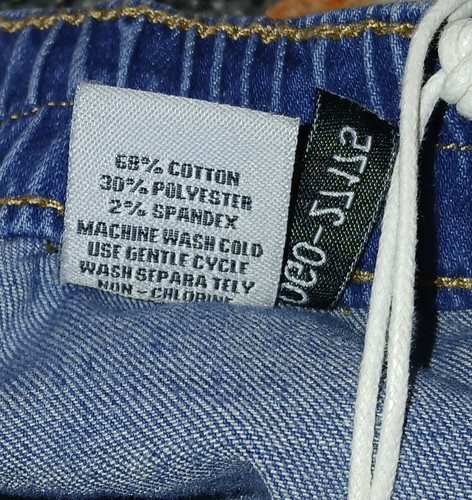 68% COTTON
30% POLYESTER
2% SPANDEX
MACHINE WASH COLD
USE GENTLE CYCLE
WASH SEPARA TELY
NON - CHLORINE